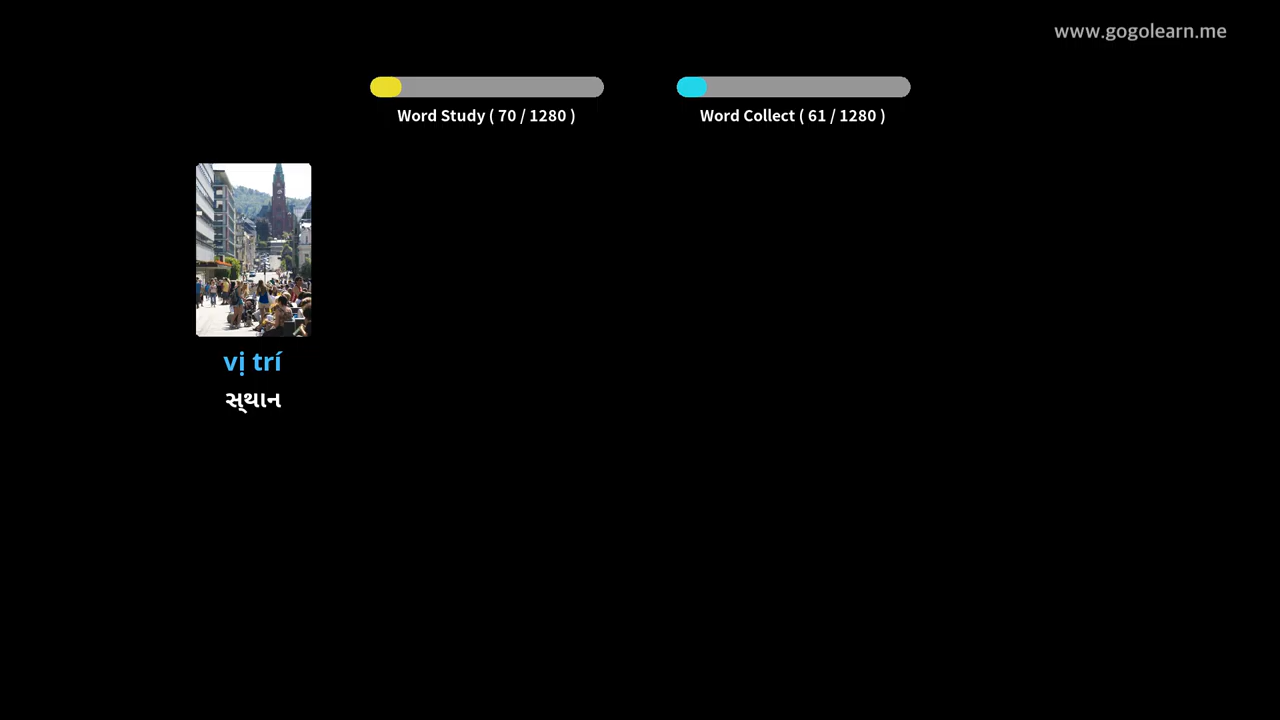 www.gogolearn.me
Word Study ( 70 / 1280 )
Word Collect ( 61 / 1280 )
vị trí
સ્થાન